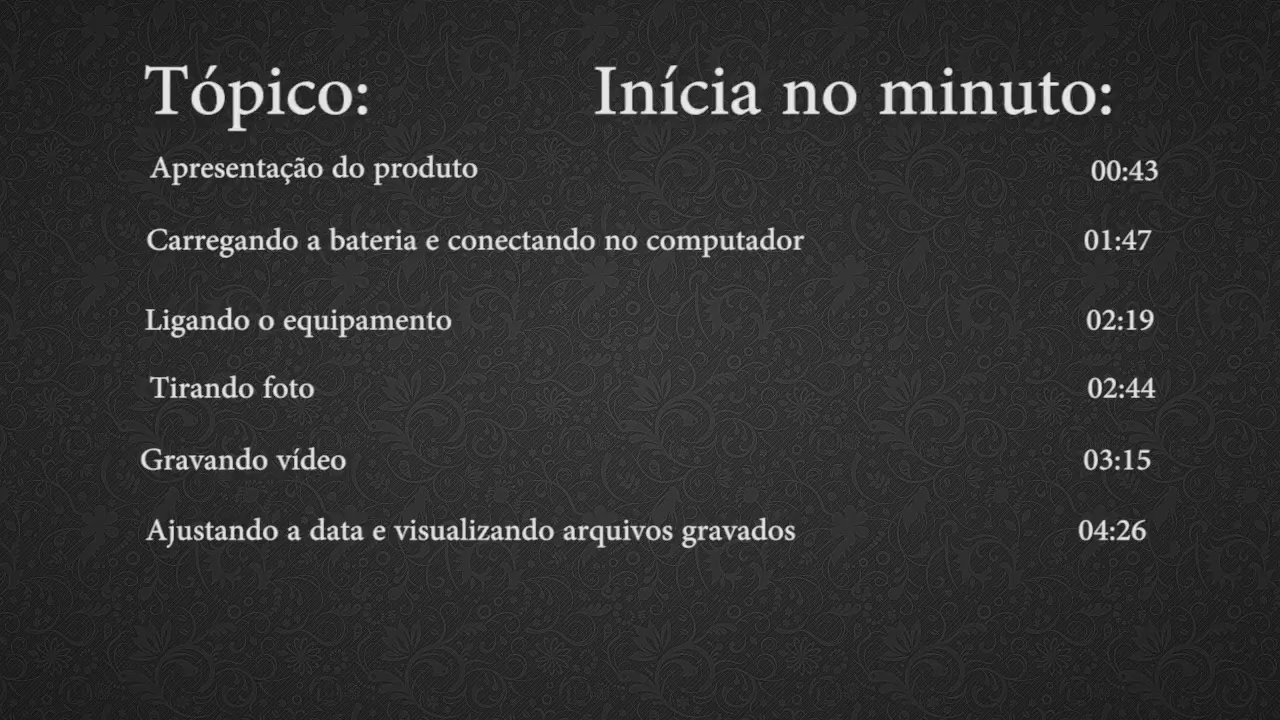 Tópico: Inícia no minuto:
Apresentação do produto 00:43
Carregando a bateria e conectando no computador 01:47
Ligando o equipamento 02:19
Tirando foto 02:44
Gravando vídeo 03:15
Ajustando a data e visualizando arquivos gravados 04:26